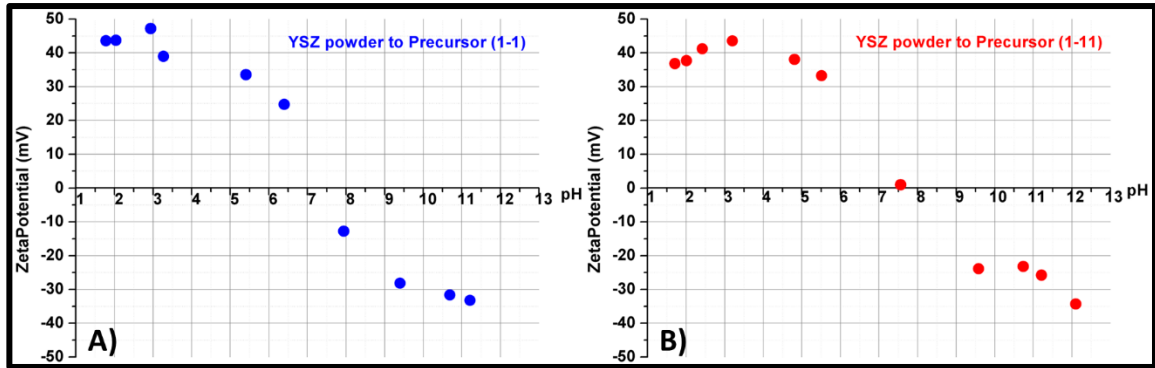 50
40
30
20
10
0
-10
-20
-30
-40
-50
ZetaPotential (mV)
YSZ powder to Precursor (1-1)
1 2 3 4 5 6 7 8 9 10 11 12 13 pH
A)
50
40
30
20
10
0
-10
-20
-30
-40
-50
ZetaPotential (mV)
YSZ powder to Precursor (1-11)
1 2 3 4 5 6 7 8 9 10 11 12 13 pH
B)